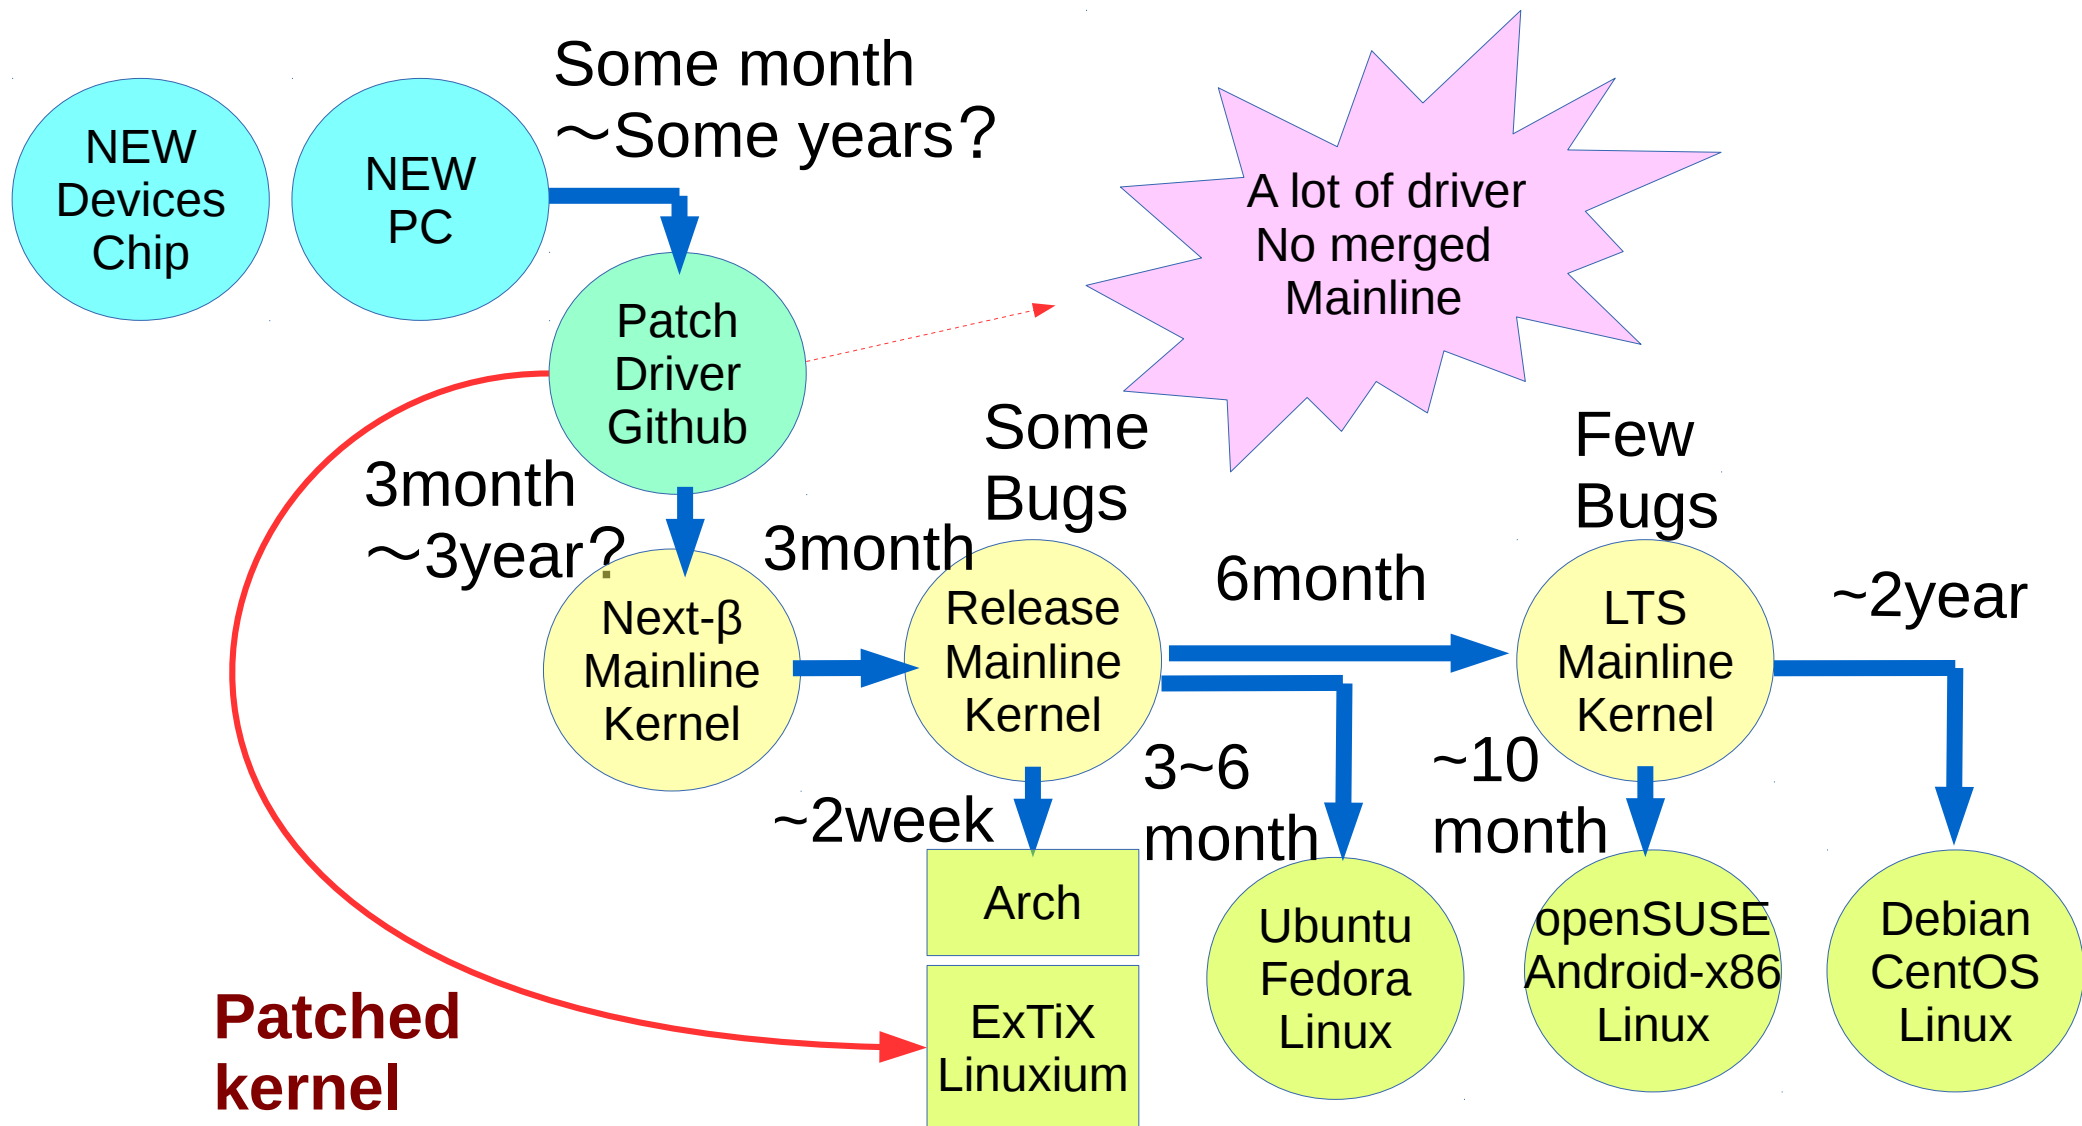 NEW
Devices
Chip
NEW
PC
Some month
～Some years？
A lot of driver
No merged
Mainline
Patch
Driver
Github
3month
～3year？
3month
Some
Bugs
Few
Bugs
Next-β
Mainline
Kernel
Release
Mainline
Kernel
6month
LTS
Mainline
Kernel
~2year
~2week
3~6
month
~10
month
Arch
ExTiX
Linuxium
Ubuntu
Fedora
Linux
openSUSE
Android-x86
Linux
Debian
CentOS
Linux
Patched
kernel